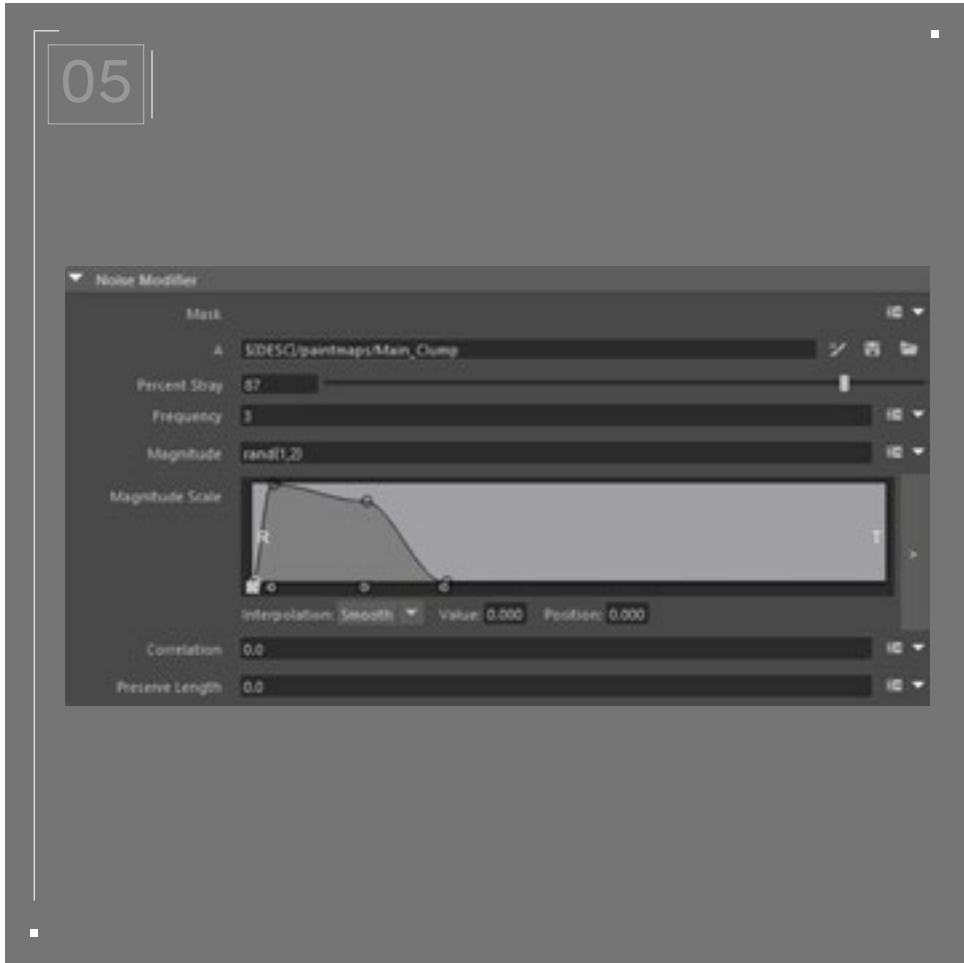 05
Noise Modifier
Mask
A ${DESC}/paintmaps/Main_Clump
Percent Stray 87
Frequency 3
Magnitude rand(1,2)
Magnitude Scale
R T
>
Interpolation: Smooth Value: 0.000 Position: 0.000
Correlation 0.0
Preserve Length 0.0